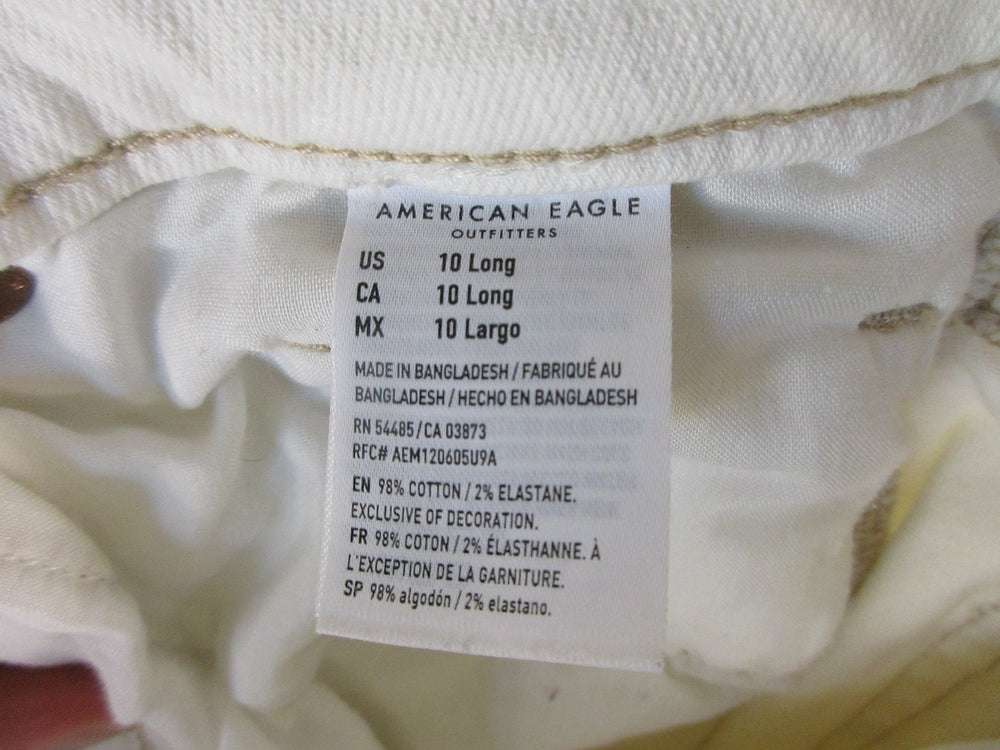 AMERICAN EAGLE
OUTFITTERS
US 10 Long
CA 10 Long
MX 10 Largo
MADE IN BANGLADESH / FABRIQUÉ AU
BANGLADESH / HECHO EN BANGLADESH
RN 54485 / CA 03873
RFC# AEM120605U9A
EN 98% COTTON / 2% ELASTANE.
EXCLUSIVE OF DECORATION.
FR 98% COTON / 2% ÉLASTHANNE. À
L'EXCEPTION DE LA GARNITURE.
SP 98% algodón / 2% elastano.